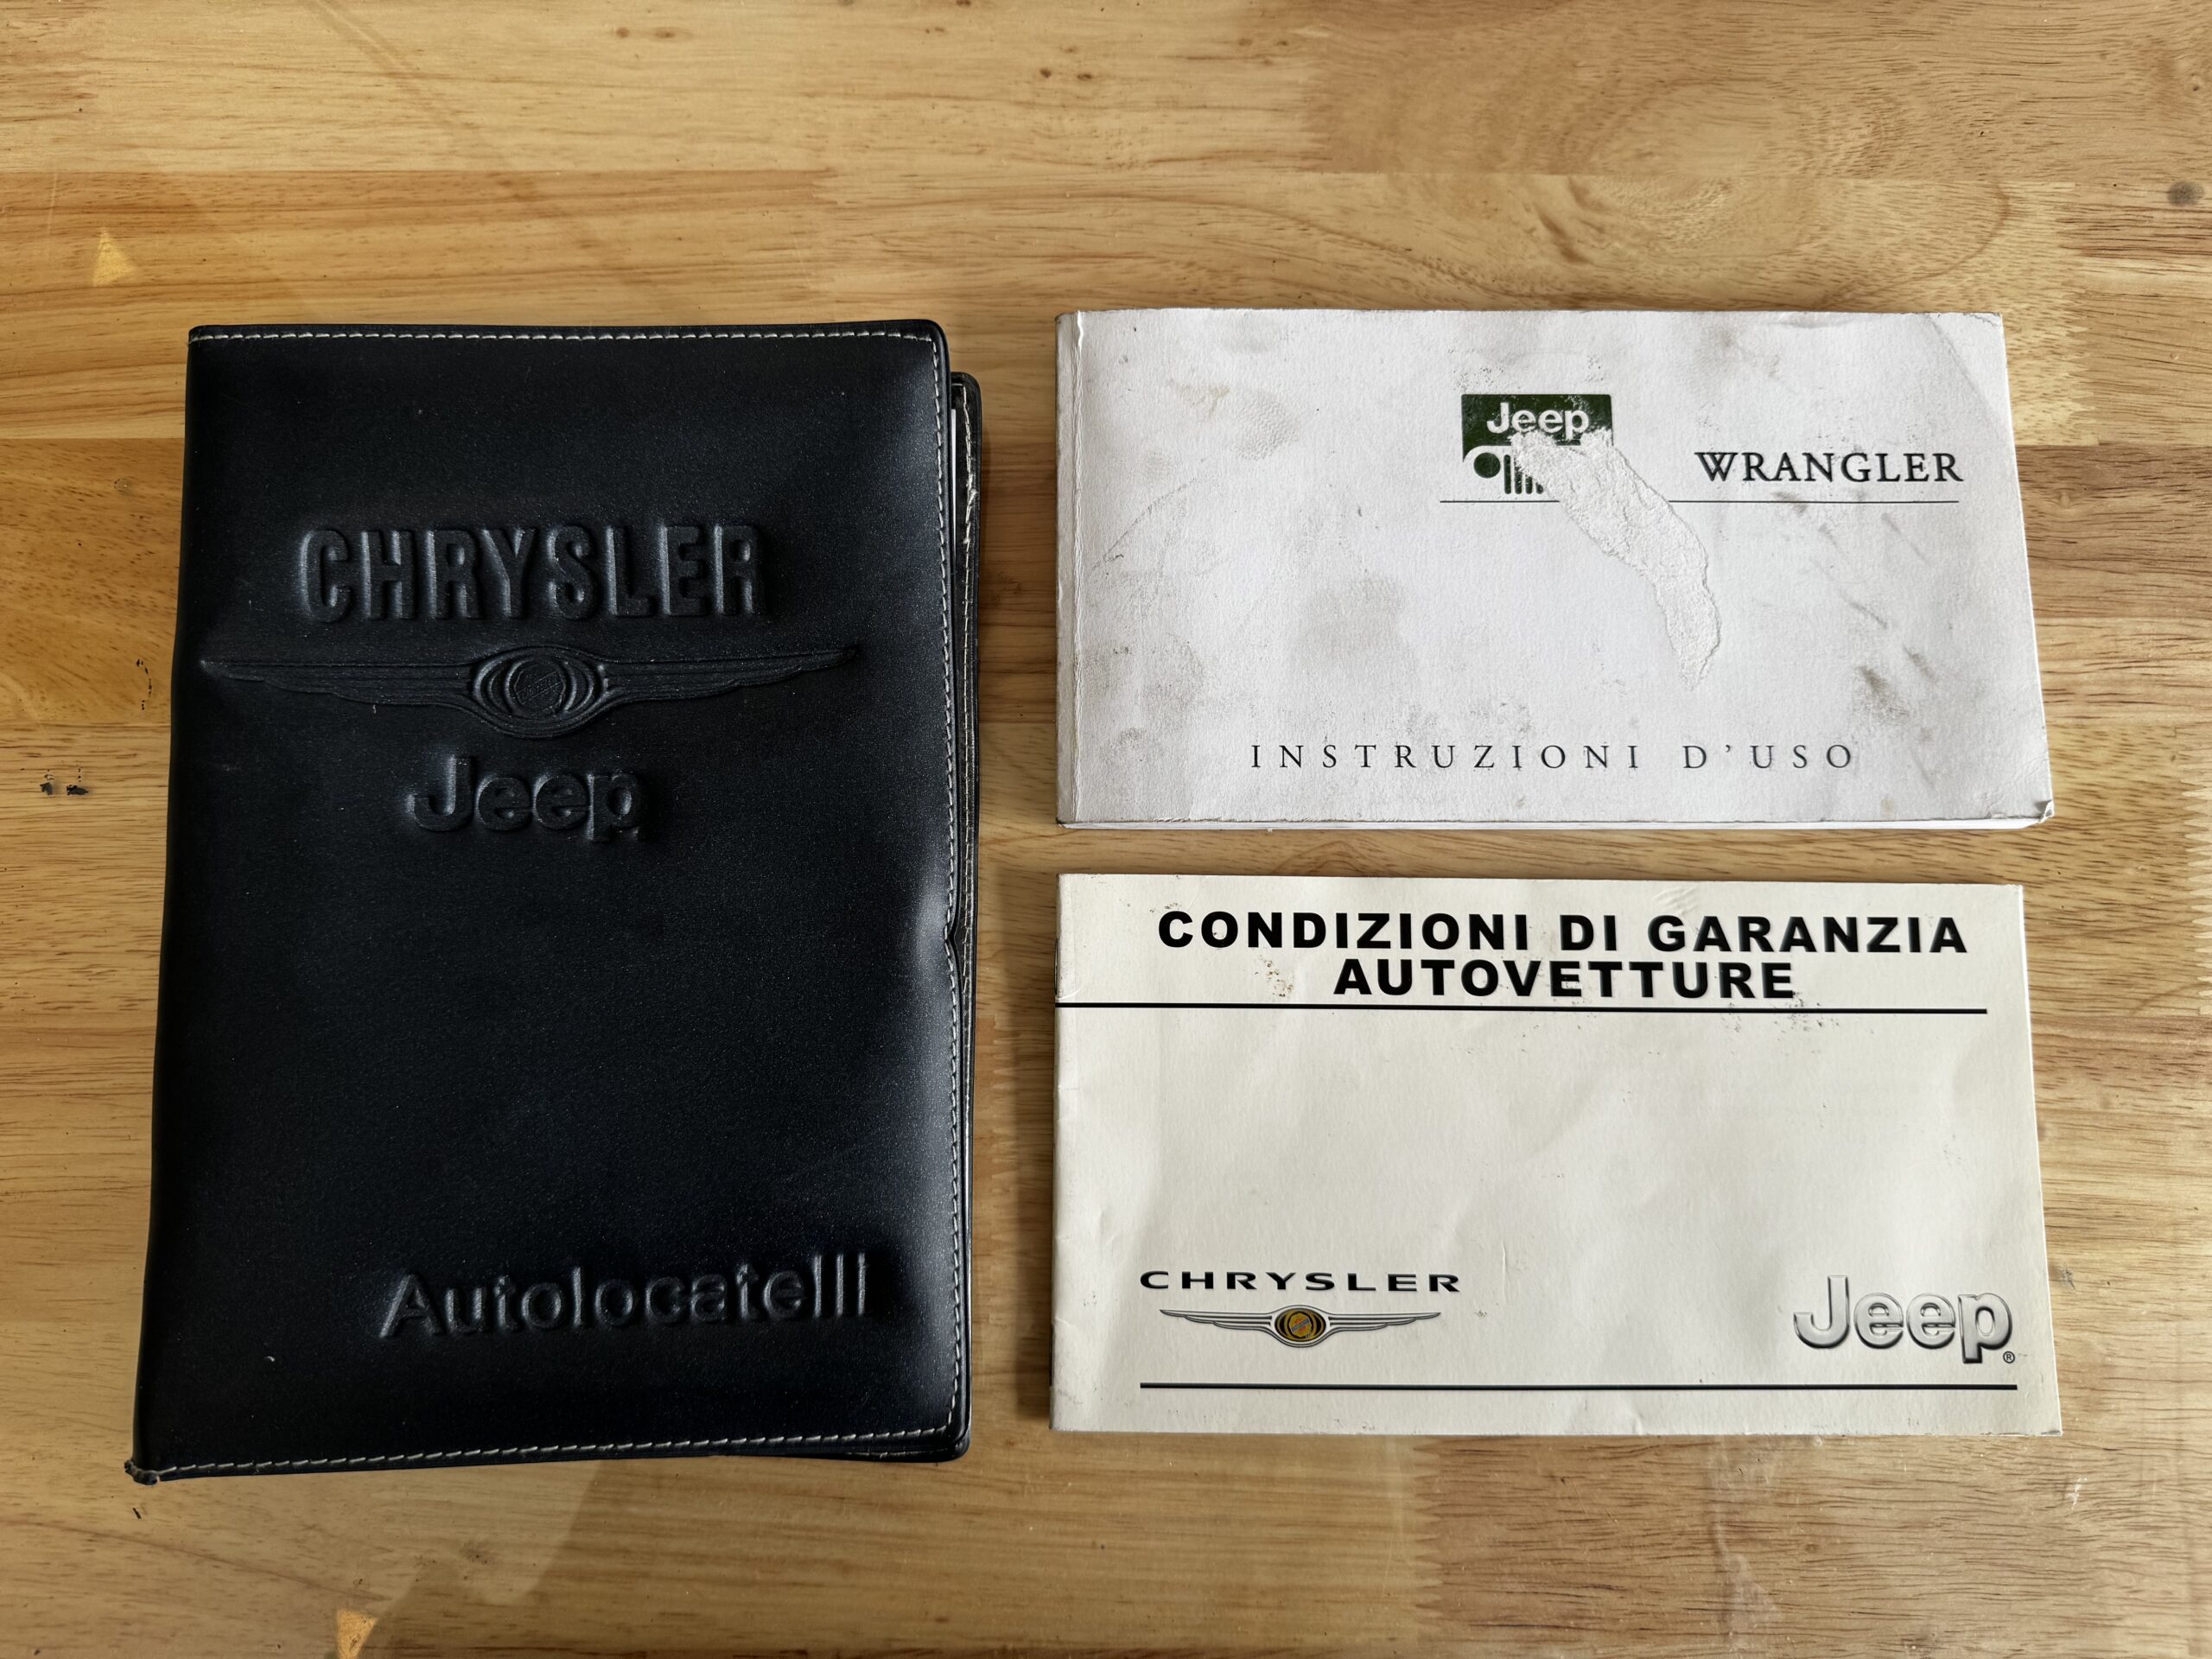 CHRYSLER
Jeep
Autolocatelli
Jeep
WRANGLER
INSTRUZIONI D'USO
CONDIZIONI DI GARANZIA
AUTOVETTURE
CHRYSLER
Jeep®